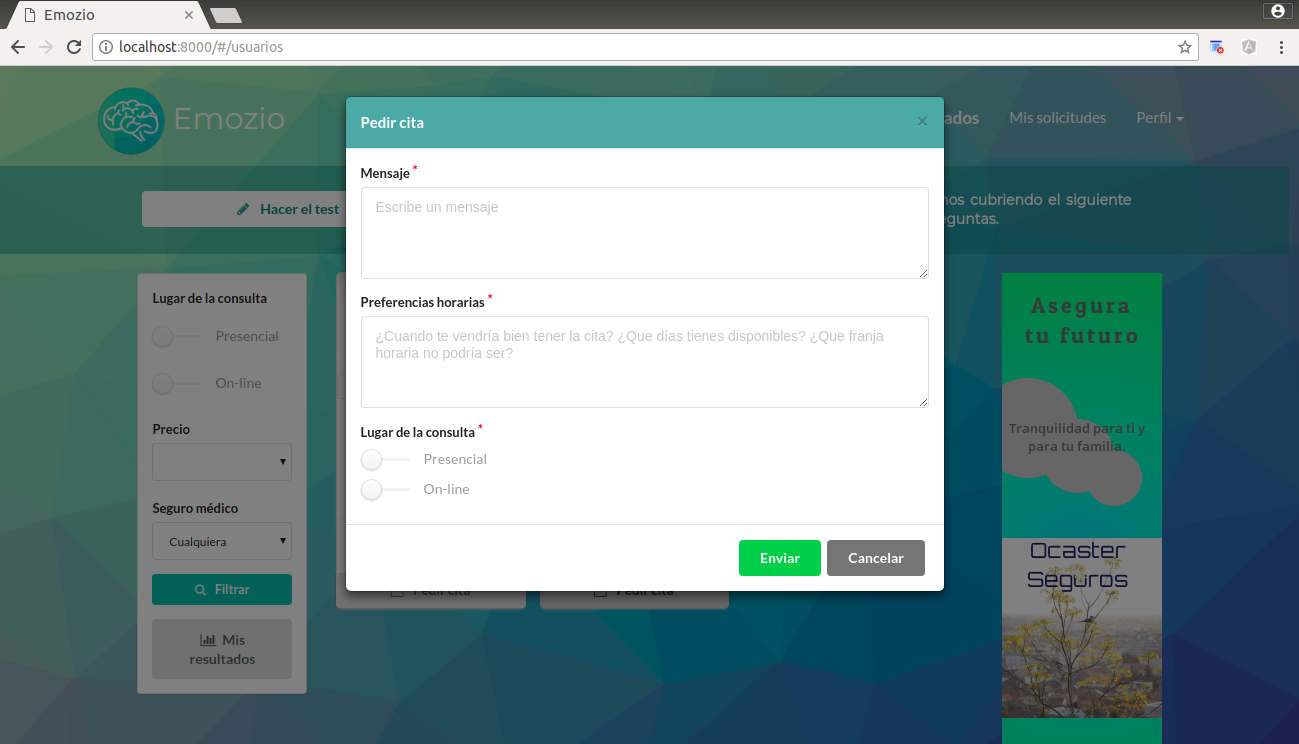 Emozio
localhost:8000/#/usuarios
Emozio
Mis solicitudes
Perfil
Pedir cita
×
Hacer el test
cubriendo el siguiente
Mensaje *
Escribe un mensaje
Preferencias horarias *
¿Cuando te vendría bien tener la cita? ¿Que días tienes disponibles? ¿Que franja
horaria no podría ser?
Lugar de la consulta *
Presencial
On-line
Enviar
Cancelar
Lugar de la consulta
Presencial
On-line
Precio
Seguro médico
Cualquiera
Filtrar
Mis
resultados
Pedir cita
Pedir cita
Asegura
tu futuro
Tranquilidad para ti y
para tu familia.
Ocaster
Seguros